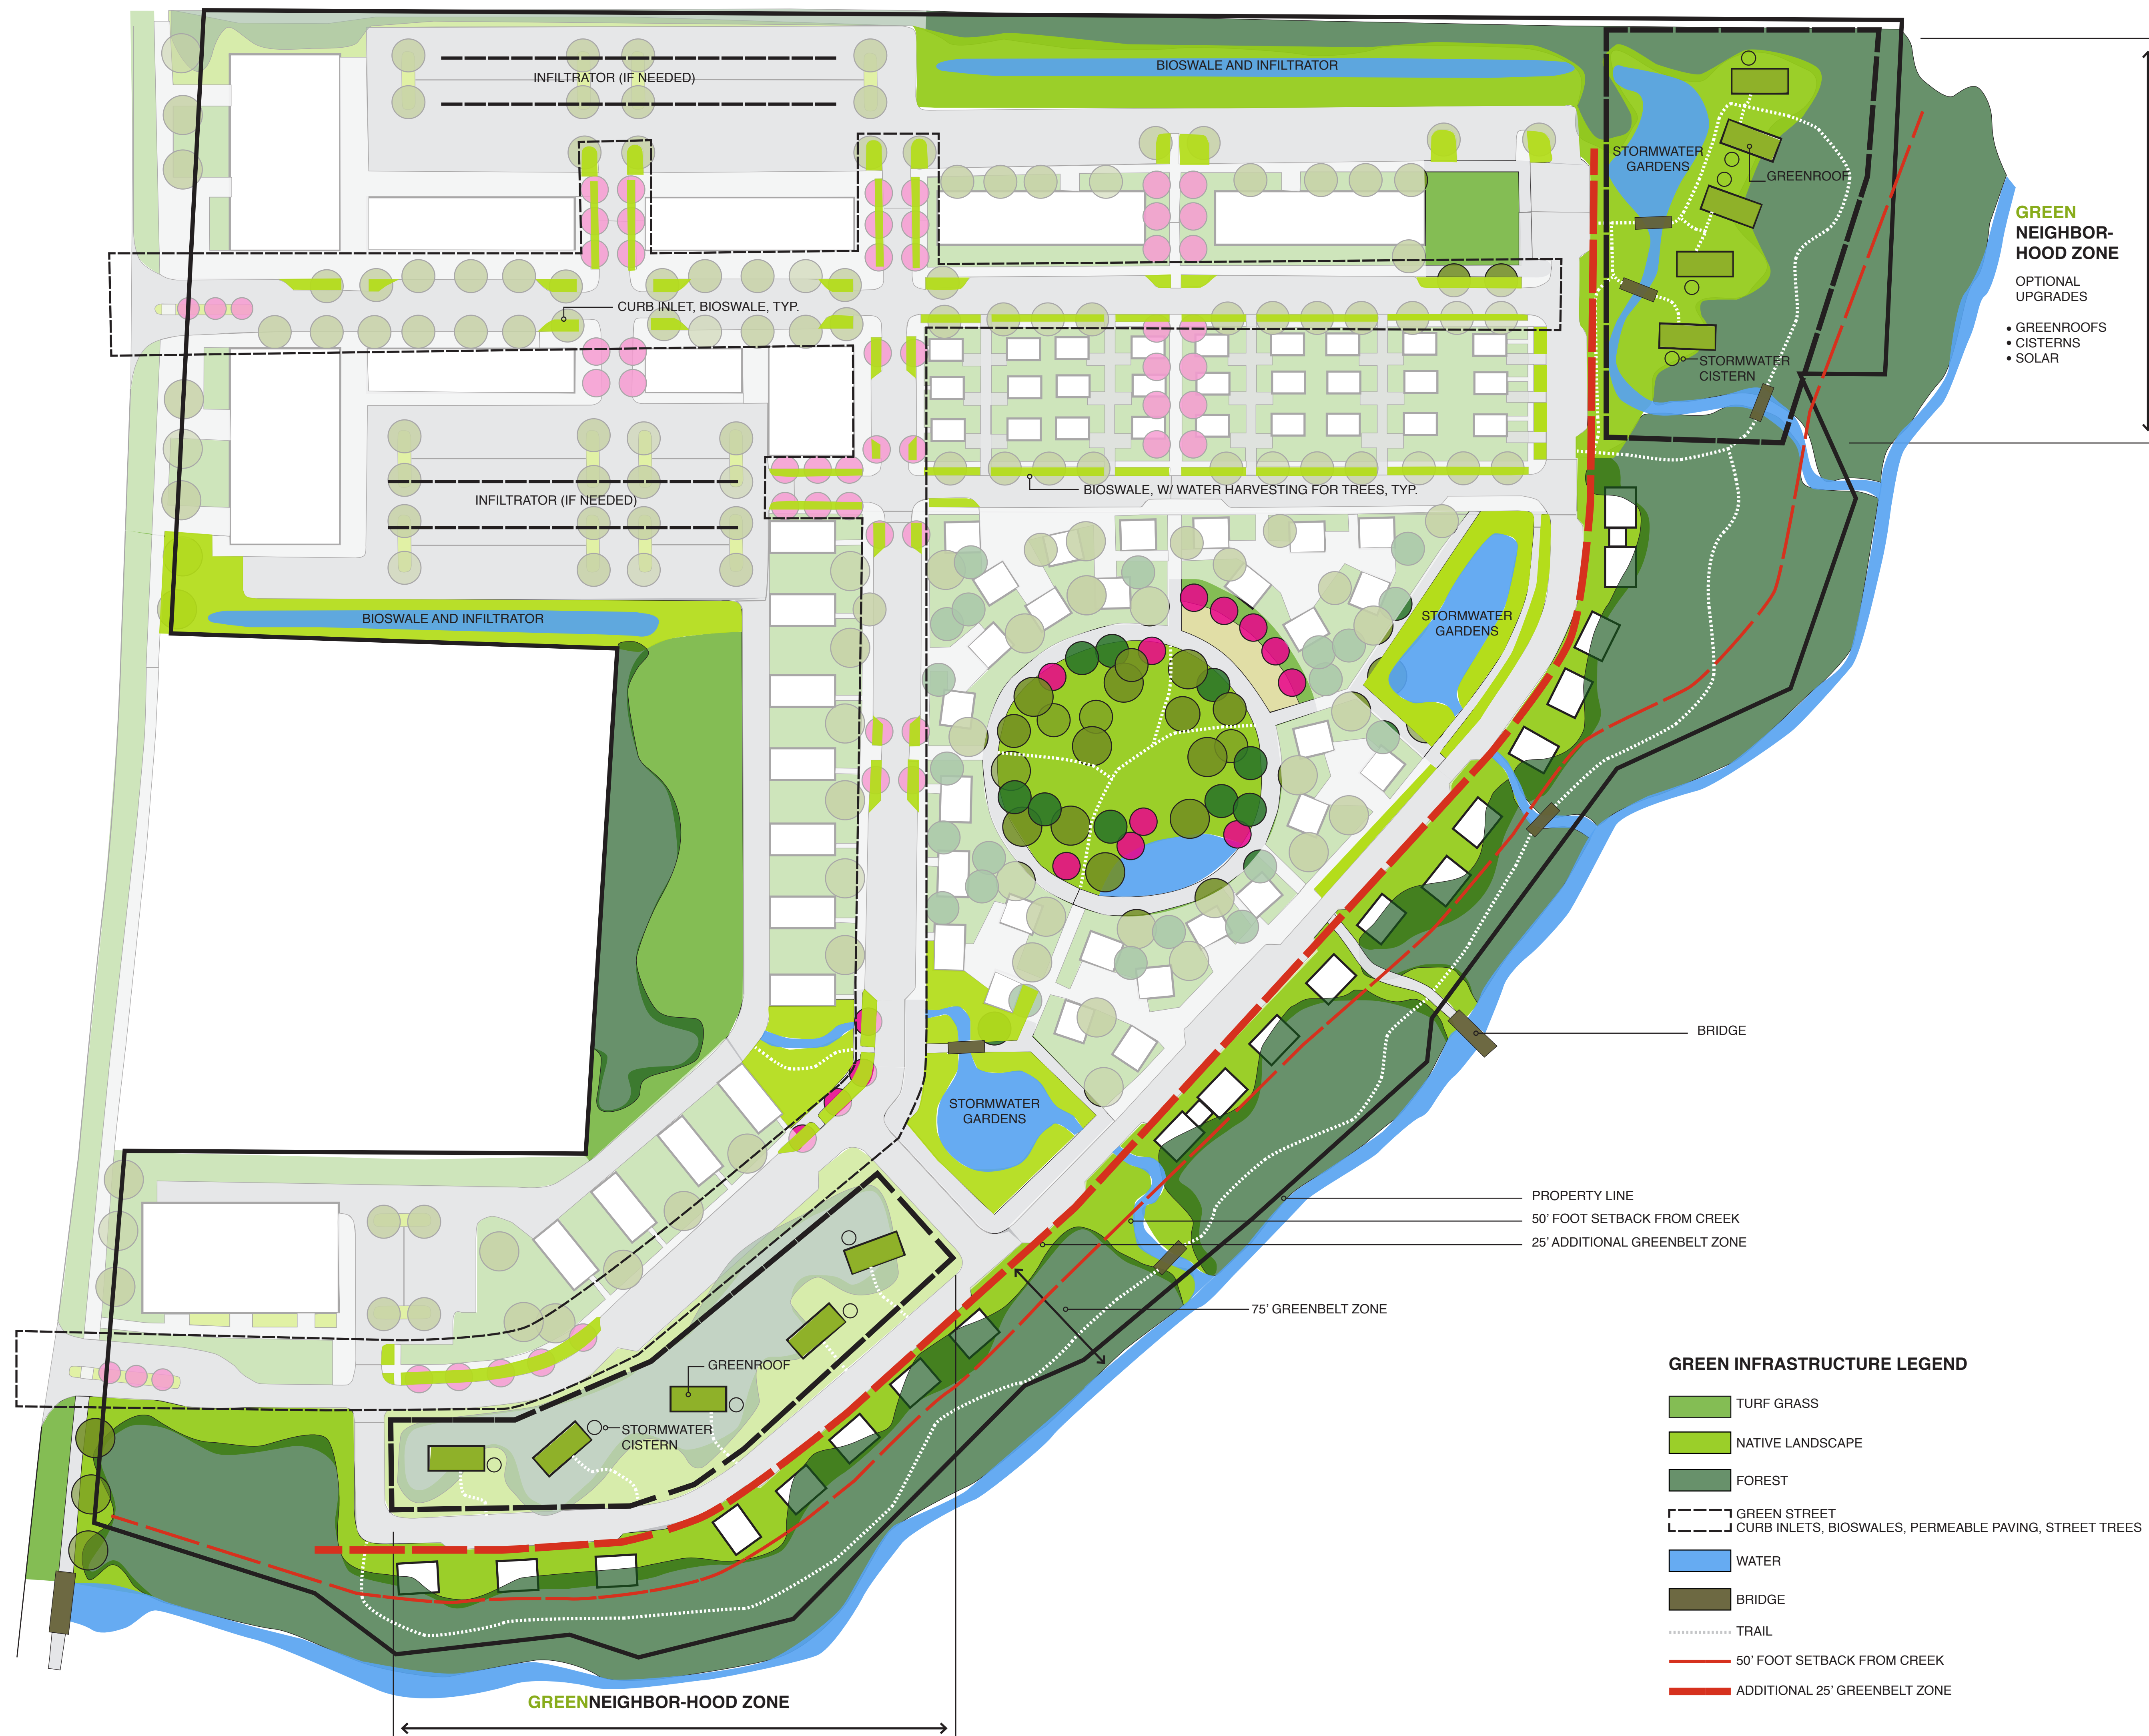 INFILTRATOR (IF NEEDED)
BIOSWALE AND INFILTRATOR
STORMWATER
GARDENS
GREENROOF
GREEN
NEIGHBOR-
HOOD ZONE
OPTIONAL
UPGRADES
• GREENROOFS
• CISTERNS
• SOLAR
CURB INLET, BIOSWALE, TYP.
STORMWATER
CISTERN
INFILTRATOR (IF NEEDED)
BIOSWALE, W/ WATER HARVESTING FOR TREES, TYP.
BIOSWALE AND INFILTRATOR
STORMWATER
GARDENS
BRIDGE
STORMWATER
GARDENS
PROPERTY LINE
50' FOOT SETBACK FROM CREEK
25' ADDITIONAL GREENBELT ZONE
75' GREENBELT ZONE
GREENROOF
STORMWATER
CISTERN
GREENNEIGHBOR-HOOD ZONE
GREEN INFRASTRUCTURE LEGEND
TURF GRASS
NATIVE LANDSCAPE
FOREST
GREEN STREET
CURB INLETS, BIOSWALES, PERMEABLE PAVING, STREET TREES
WATER
BRIDGE
TRAIL
50' FOOT SETBACK FROM CREEK
ADDITIONAL 25' GREENBELT ZONE